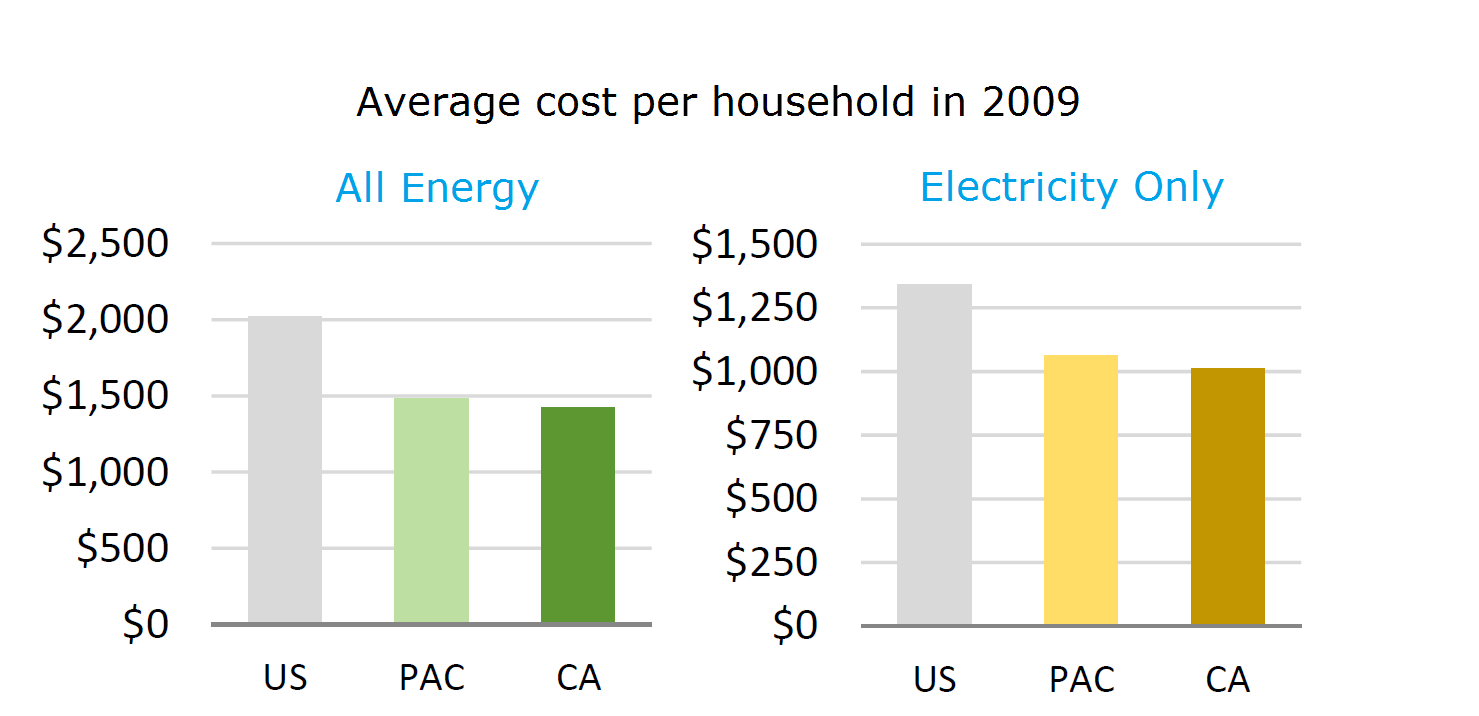 Average cost per household in 2009
All Energy
$2,500
$2,000
$1,500
$1,000
$500
$0
US PAC CA
Electricity Only
$1,500
$1,250
$1,000
$750
$500
$250
$0
US PAC CA